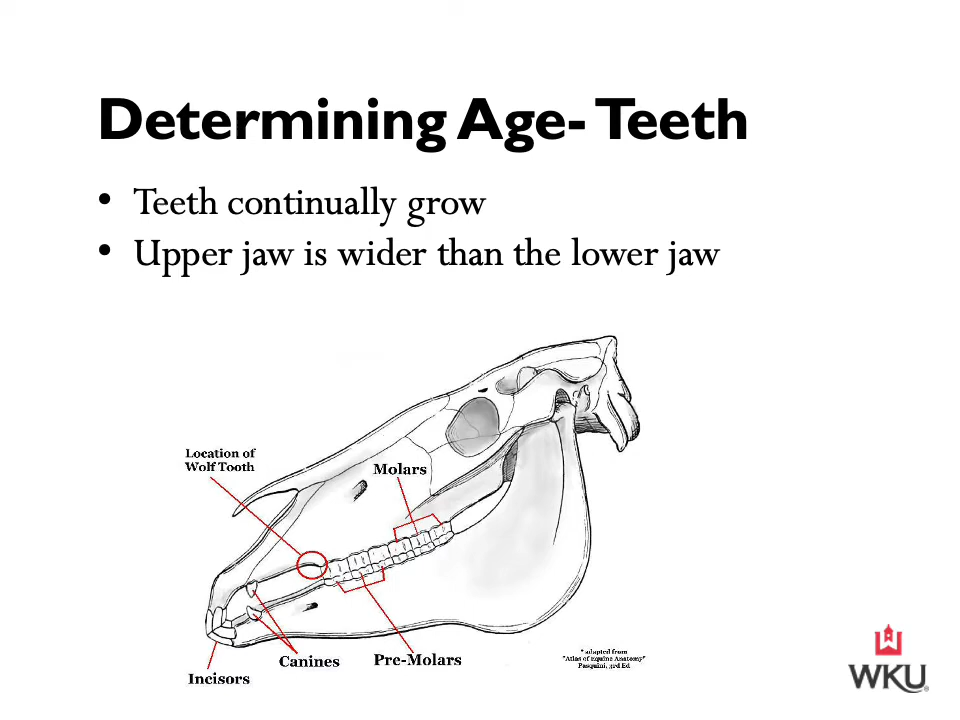 Determining Age- Teeth
• Teeth continually grow
• Upper jaw is wider than the lower jaw
Location of
Wolf Tooth
Molars
Canines
Pre-Molars
Incisors
* adapted from
"Atlas of Equine Anatomy"
Pasquini, 3rd Ed
WKU®